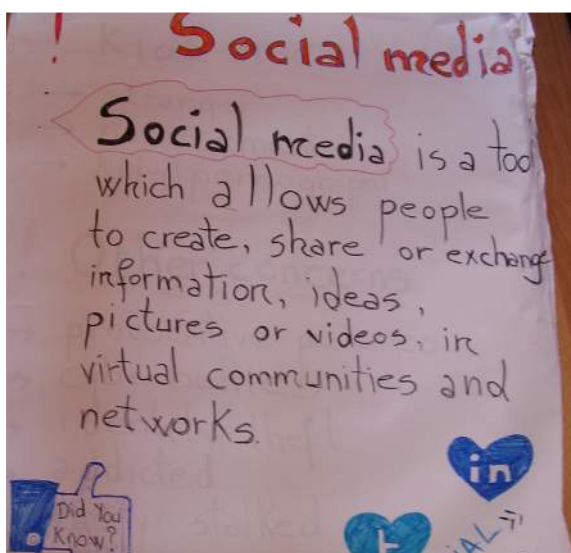 ! Social media
Social media is a tool
which allows people
to create, share or exchange
information, ideas,
pictures or videos, in
virtual communities and
networks.
in
Did You
Know?
t